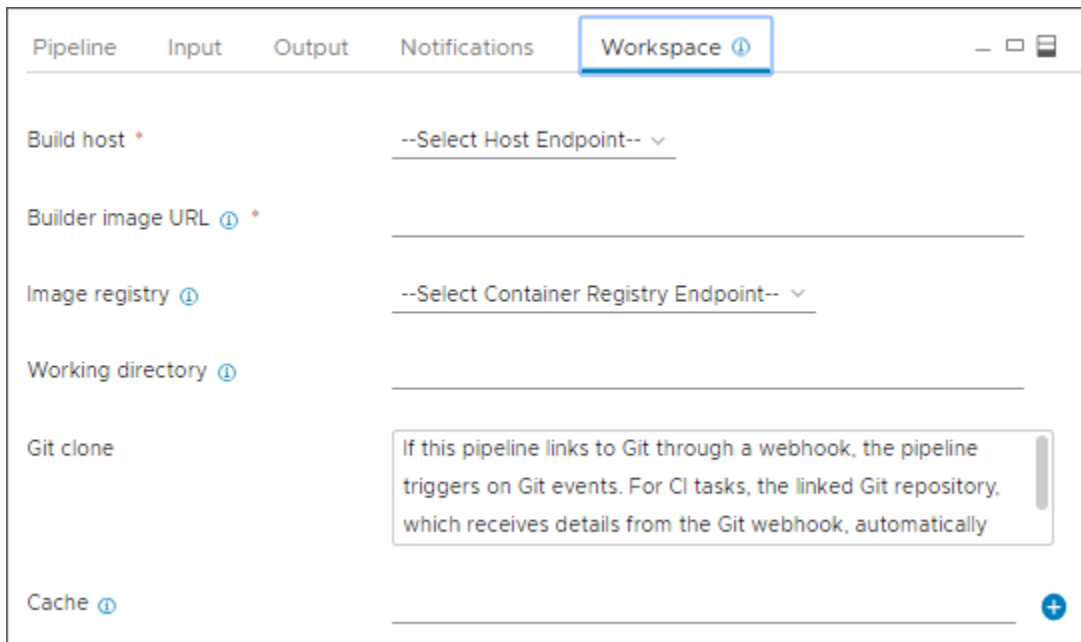 Pipeline Input Output Notifications Workspace
Build host *
--Select Host Endpoint--
Builder image URL *
Image registry
--Select Container Registry Endpoint--
Working directory
Git clone
If this pipeline links to Git through a webhook, the pipeline
triggers on Git events. For CI tasks, the linked Git repository,
which receives details from the Git webhook, automatically
Cache